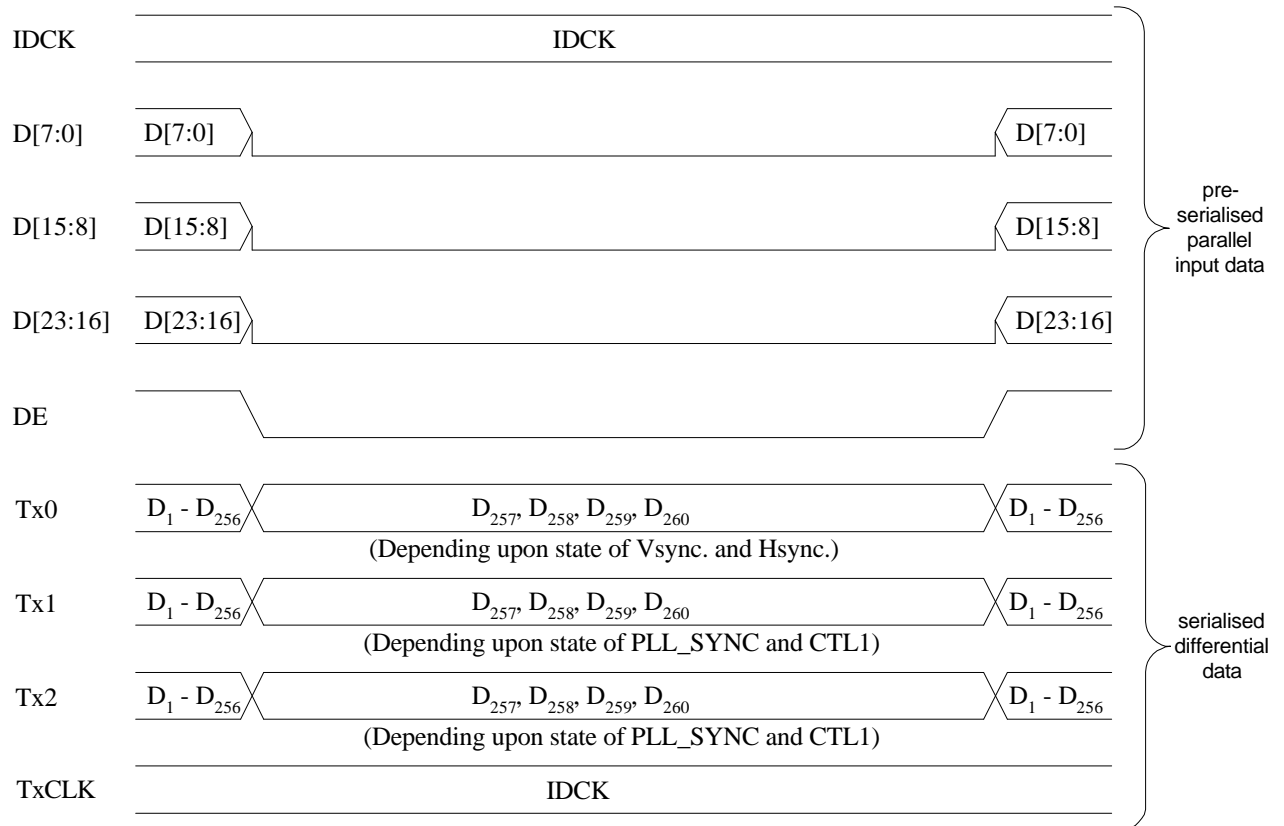 IDCK IDCK
D[7:0] D[7:0] D[7:0]
D[15:8] D[15:8] D[15:8]
pre-
serialised
parallel
input data
D[23:16] D[23:16] D[23:16]
DE
Tx0 D1 - D256 D257, D258, D259, D260 D1 - D256
(Depending upon state of Vsync. and Hsync.)
Tx1 D1 - D256 D257, D258, D259, D260 D1 - D256
(Depending upon state of PLL_SYNC and CTL1)
serialised
differential
data
Tx2 D1 - D256 D257, D258, D259, D260 D1 - D256
(Depending upon state of PLL_SYNC and CTL1)
TxCLK IDCK